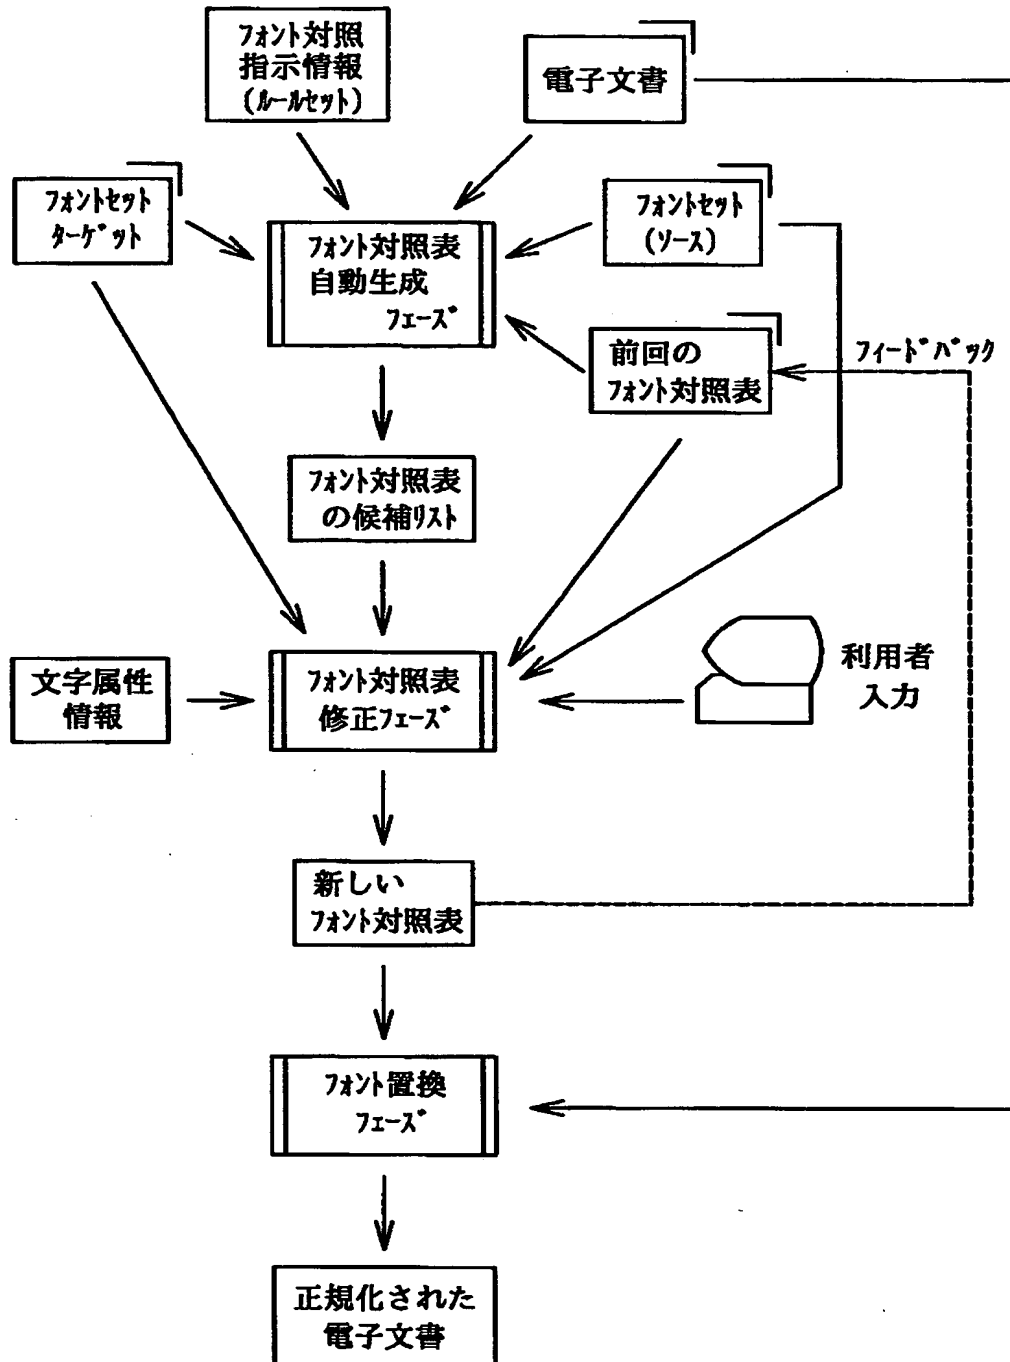 ﾌｫﾝﾄ対照
指示情報
(ﾙｰﾙｾｯﾄ)
電子文書
ﾌｫﾝﾄｾｯﾄ
ﾀｰｹﾞｯﾄ
ﾌｫﾝﾄ対照表
自動生成
ﾌｪｰｽﾞ
ﾌｫﾝﾄｾｯﾄ
(ｿｰｽ)
前回の
ﾌｫﾝﾄ対照表
ﾌｨｰﾄﾞﾊﾞｯｸ
ﾌｫﾝﾄ対照表
の候補ﾘｽﾄ
文字属性
情報
ﾌｫﾝﾄ対照表
修正ﾌｪｰｽﾞ
利用者
入力
新しい
ﾌｫﾝﾄ対照表
ﾌｫﾝﾄ置換
ﾌｪｰｽﾞ
正規化された
電子文書